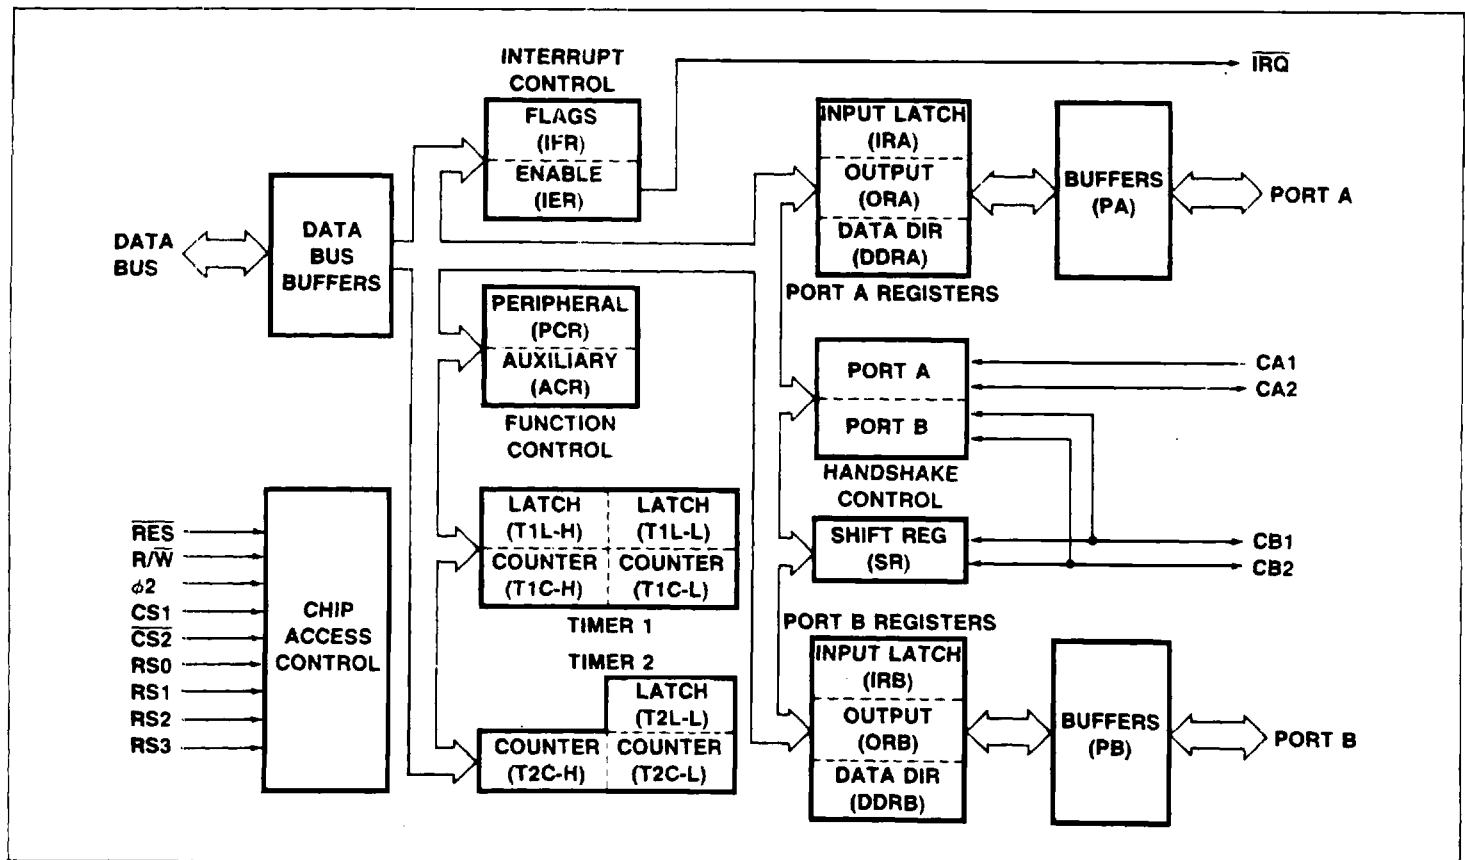 INTERRUPT
CONTROL
FLAGS
(IFR)
ENABLE
(IER)
I̅R̅Q̅
INPUT LATCH
(IRA)
OUTPUT
(ORA)
DATA DIR
(DDRA)
PORT A REGISTERS
BUFFERS
(PA)
PORT A
DATA
BUS
DATA
BUS
BUFFERS
PERIPHERAL
(PCR)
AUXILIARY
(ACR)
FUNCTION
CONTROL
PORT A
PORT B
HANDSHAKE
CONTROL
CA1
CA2
LATCH
(T1L-H)
LATCH
(T1L-L)
COUNTER
(T1C-H)
COUNTER
(T1C-L)
TIMER 1
SHIFT REG
(SR)
CB1
CB2
R̅E̅S̅
R/W̅
ϕ2
CS1
C̅S̅2̅
RS0
RS1
RS2
RS3
CHIP
ACCESS
CONTROL
TIMER 2
LATCH
(T2L-L)
COUNTER
(T2C-H)
COUNTER
(T2C-L)
PORT B REGISTERS
INPUT LATCH
(IRB)
OUTPUT
(ORB)
DATA DIR
(DDRB)
BUFFERS
(PB)
PORT B